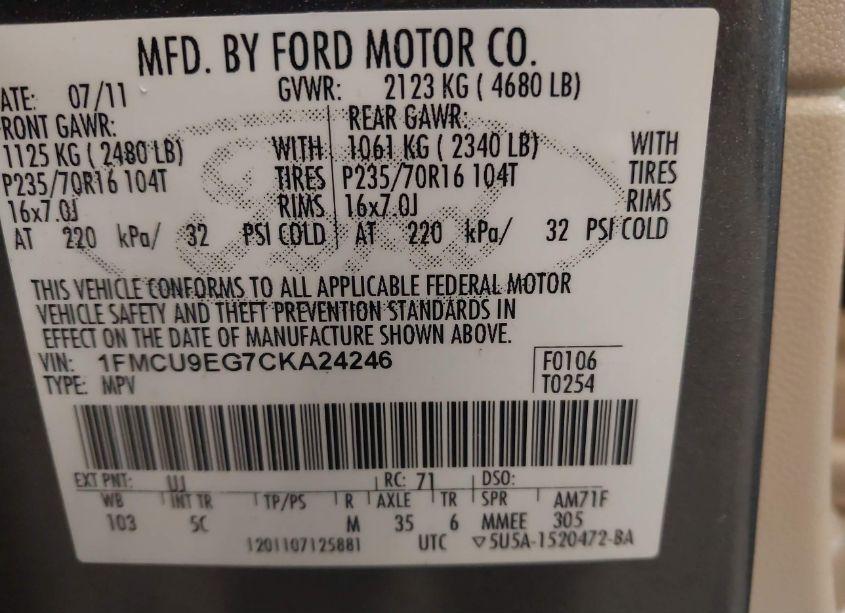 MFD. BY FORD MOTOR CO.
ATE: 07/11 GVWR: 2123 KG ( 4680 LB)
RONT GAWR: REAR GAWR:
1125 KG ( 2480 LB) WITH 1061 KG ( 2340 LB) WITH
P235/70R16 104T TIRES P235/70R16 104T TIRES
16x7.0J RIMS 16x7.0J RIMS
AT 220 kPa/ 32 PSI COLD AT 220 kPa/ 32 PSI COLD
THIS VEHICLE CONFORMS TO ALL APPLICABLE FEDERAL MOTOR
VEHICLE SAFETY AND THEFT PREVENTION STANDARDS IN
EFFECT ON THE DATE OF MANUFACTURE SHOWN ABOVE.
VIN: 1FMCU9EG7CKA24246 F0106
TYPE: MPV T0254
EXT PNT: UJ RC: 71 DSO:
WB INT TR TP/PS R AXLE TR SPR AM71F
103 5C M 35 6 MMEE 305
1201107125881 UTC ▽5U5A-1520472-BA